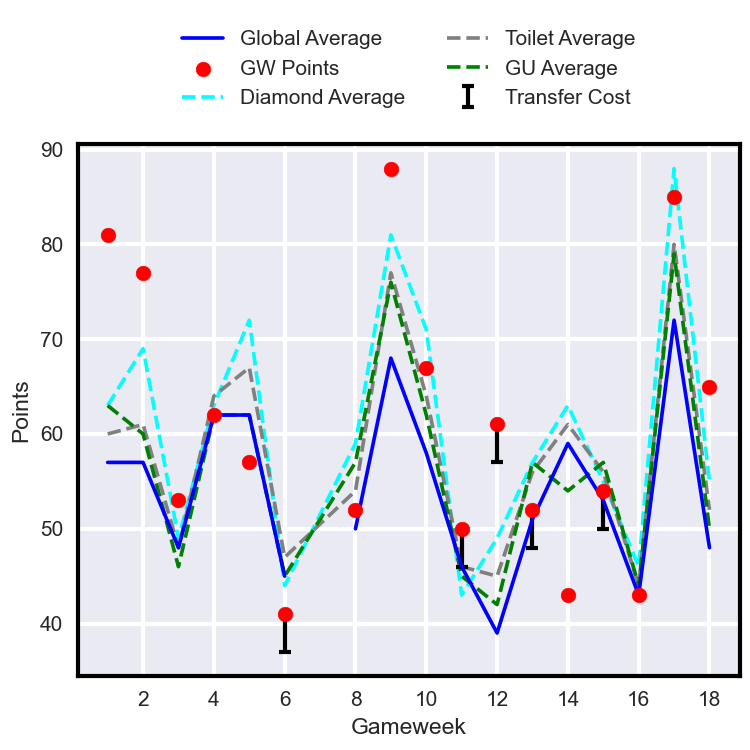 Global Average
GW Points
Diamond Average
Toilet Average
GU Average
Transfer Cost
90
80
70
60
50
40
Points
2 4 6 8 10 12 14 16 18
Gameweek